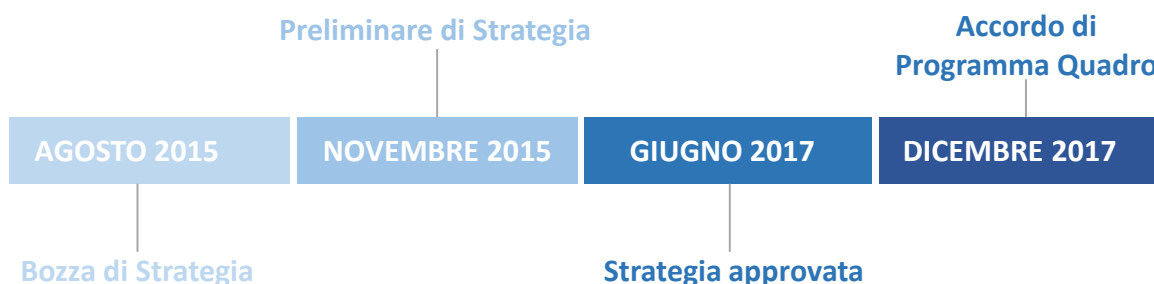 Preliminare di Strategia
Accordo di
Programma Quadro
AGOSTO 2015
NOVEMBRE 2015
GIUGNO 2017
DICEMBRE 2017
Bozza di Strategia
Strategia approvata